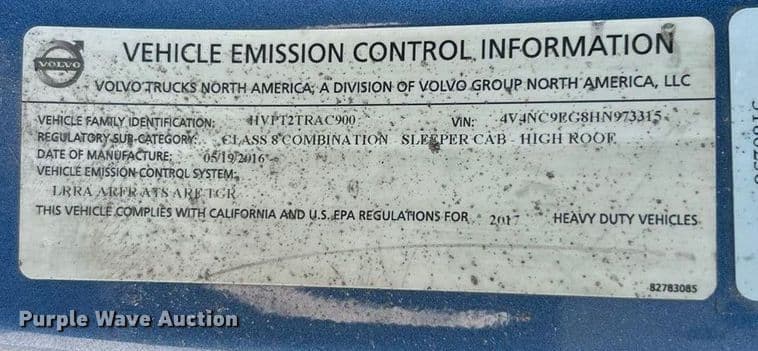 VOLVO
VEHICLE EMISSION CONTROL INFORMATION
VOLVO TRUCKS NORTH AMERICA, A DIVISION OF VOLVO GROUP NORTH AMERICA, LLC
VEHICLE FAMILY IDENTIFICATION: HVPT2TRAC900 VIN: 4V4NC9EG8HN973315
REGULATORY SUB-CATEGORY: CLASS 8 COMBINATION - SLEEPER CAB - HIGH ROOF
DATE OF MANUFACTURE: 05/19/2016
VEHICLE EMISSION CONTROL SYSTEM:
LRRA ARFR ATS ARF TGR
THIS VEHICLE COMPLIES WITH CALIFORNIA AND U.S. EPA REGULATIONS FOR 2017 HEAVY DUTY VEHICLES
82783085
Purple Wave Auction